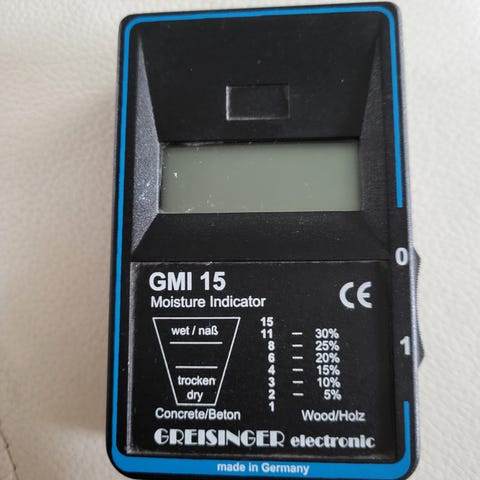 0
1
GMI 15
Moisture Indicator
CE
wet / naß
trocken
dry
Concrete/Beton
15
11 – 30%
8 – 25%
6 – 20%
4 – 15%
3 – 10%
2 – 5%
1
Wood/Holz
GREISINGER electronic
made in Germany